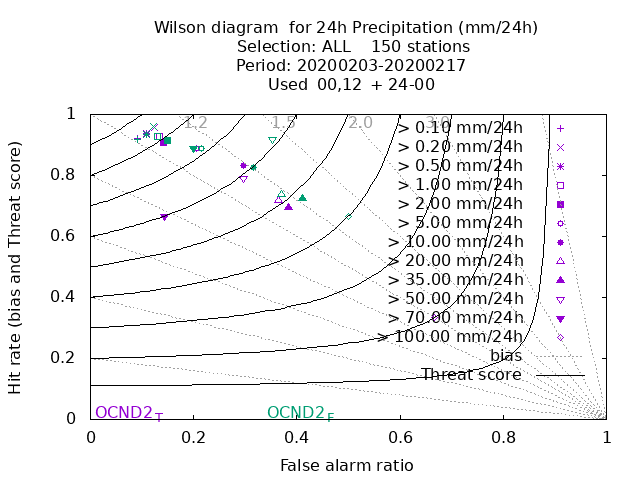 Wilson diagram  for 24h Precipitation (mm/24h)
Selection: ALL    150 stations
Period: 20200203-20200217
Used  00,12  + 24-00
1
0.8
0.6
0.4
0.2
0
Hit rate (bias and Threat score)
1.2
1.5
2.0
3.0
> 0.10 mm/24h
> 0.20 mm/24h
> 0.50 mm/24h
> 1.00 mm/24h
> 2.00 mm/24h
> 5.00 mm/24h
> 10.00 mm/24h
> 20.00 mm/24h
> 35.00 mm/24h
> 50.00 mm/24h
> 70.00 mm/24h
> 100.00 mm/24h
bias
Threat score
OCND2T
OCND2F
0
0.2
0.4
0.6
0.8
1
False alarm ratio